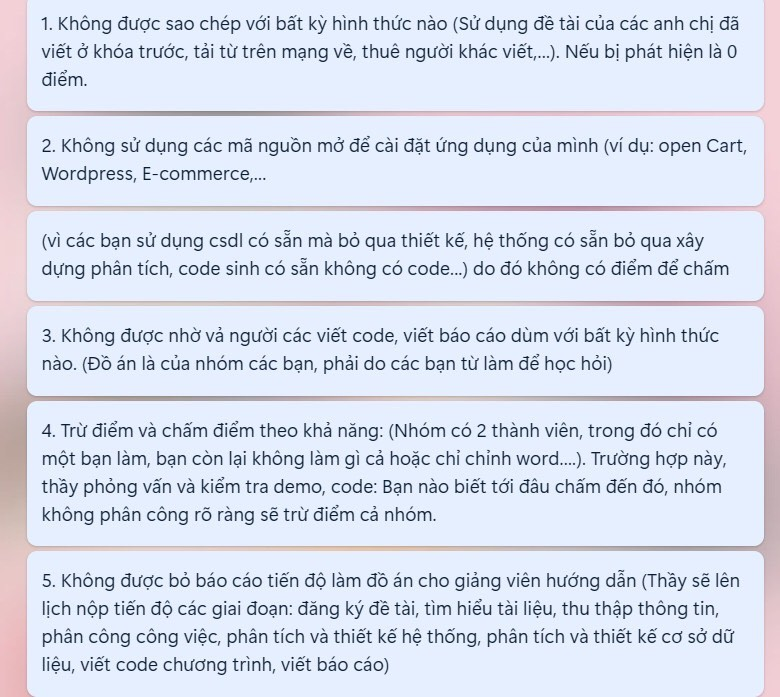 1. Không được sao chép với bất kỳ hình thức nào (Sử dụng đề tài của các anh chị đã
viết ở khóa trước, tải từ trên mạng về, thuê người khác viết,...). Nếu bị phát hiện là 0
điểm.
2. Không sử dụng các mã nguồn mở để cài đặt ứng dụng của mình (ví dụ: open Cart,
Wordpress, E-commerce,...
(vì các bạn sử dụng csdl có sẵn mà bỏ qua thiết kế, hệ thống có sẵn bỏ qua xây
dựng phân tích, code sinh có sẵn không có code...) do đó không có điểm để chấm
3. Không được nhờ vả người các viết code, viết báo cáo dùm với bất kỳ hình thức
nào. (Đồ án là của nhóm các bạn, phải do các bạn từ làm để học hỏi)
4. Trừ điểm và chấm điểm theo khả năng: (Nhóm có 2 thành viên, trong đó chỉ có
một bạn làm, bạn còn lại không làm gì cả hoặc chỉ chỉnh word....). Trường hợp này,
thầy phỏng vấn và kiểm tra demo, code: Bạn nào biết tới đâu chấm đến đó, nhóm
không phân công rõ ràng sẽ trừ điểm cả nhóm.
5. Không được bỏ báo cáo tiến độ làm đồ án cho giảng viên hướng dẫn (Thầy sẽ lên
lịch nộp tiến độ các giai đoạn: đăng ký đề tài, tìm hiểu tài liệu, thu thập thông tin,
phân công công việc, phân tích và thiết kế hệ thống, phân tích và thiết kế cơ sở dữ
liệu, viết code chương trình, viết báo cáo)